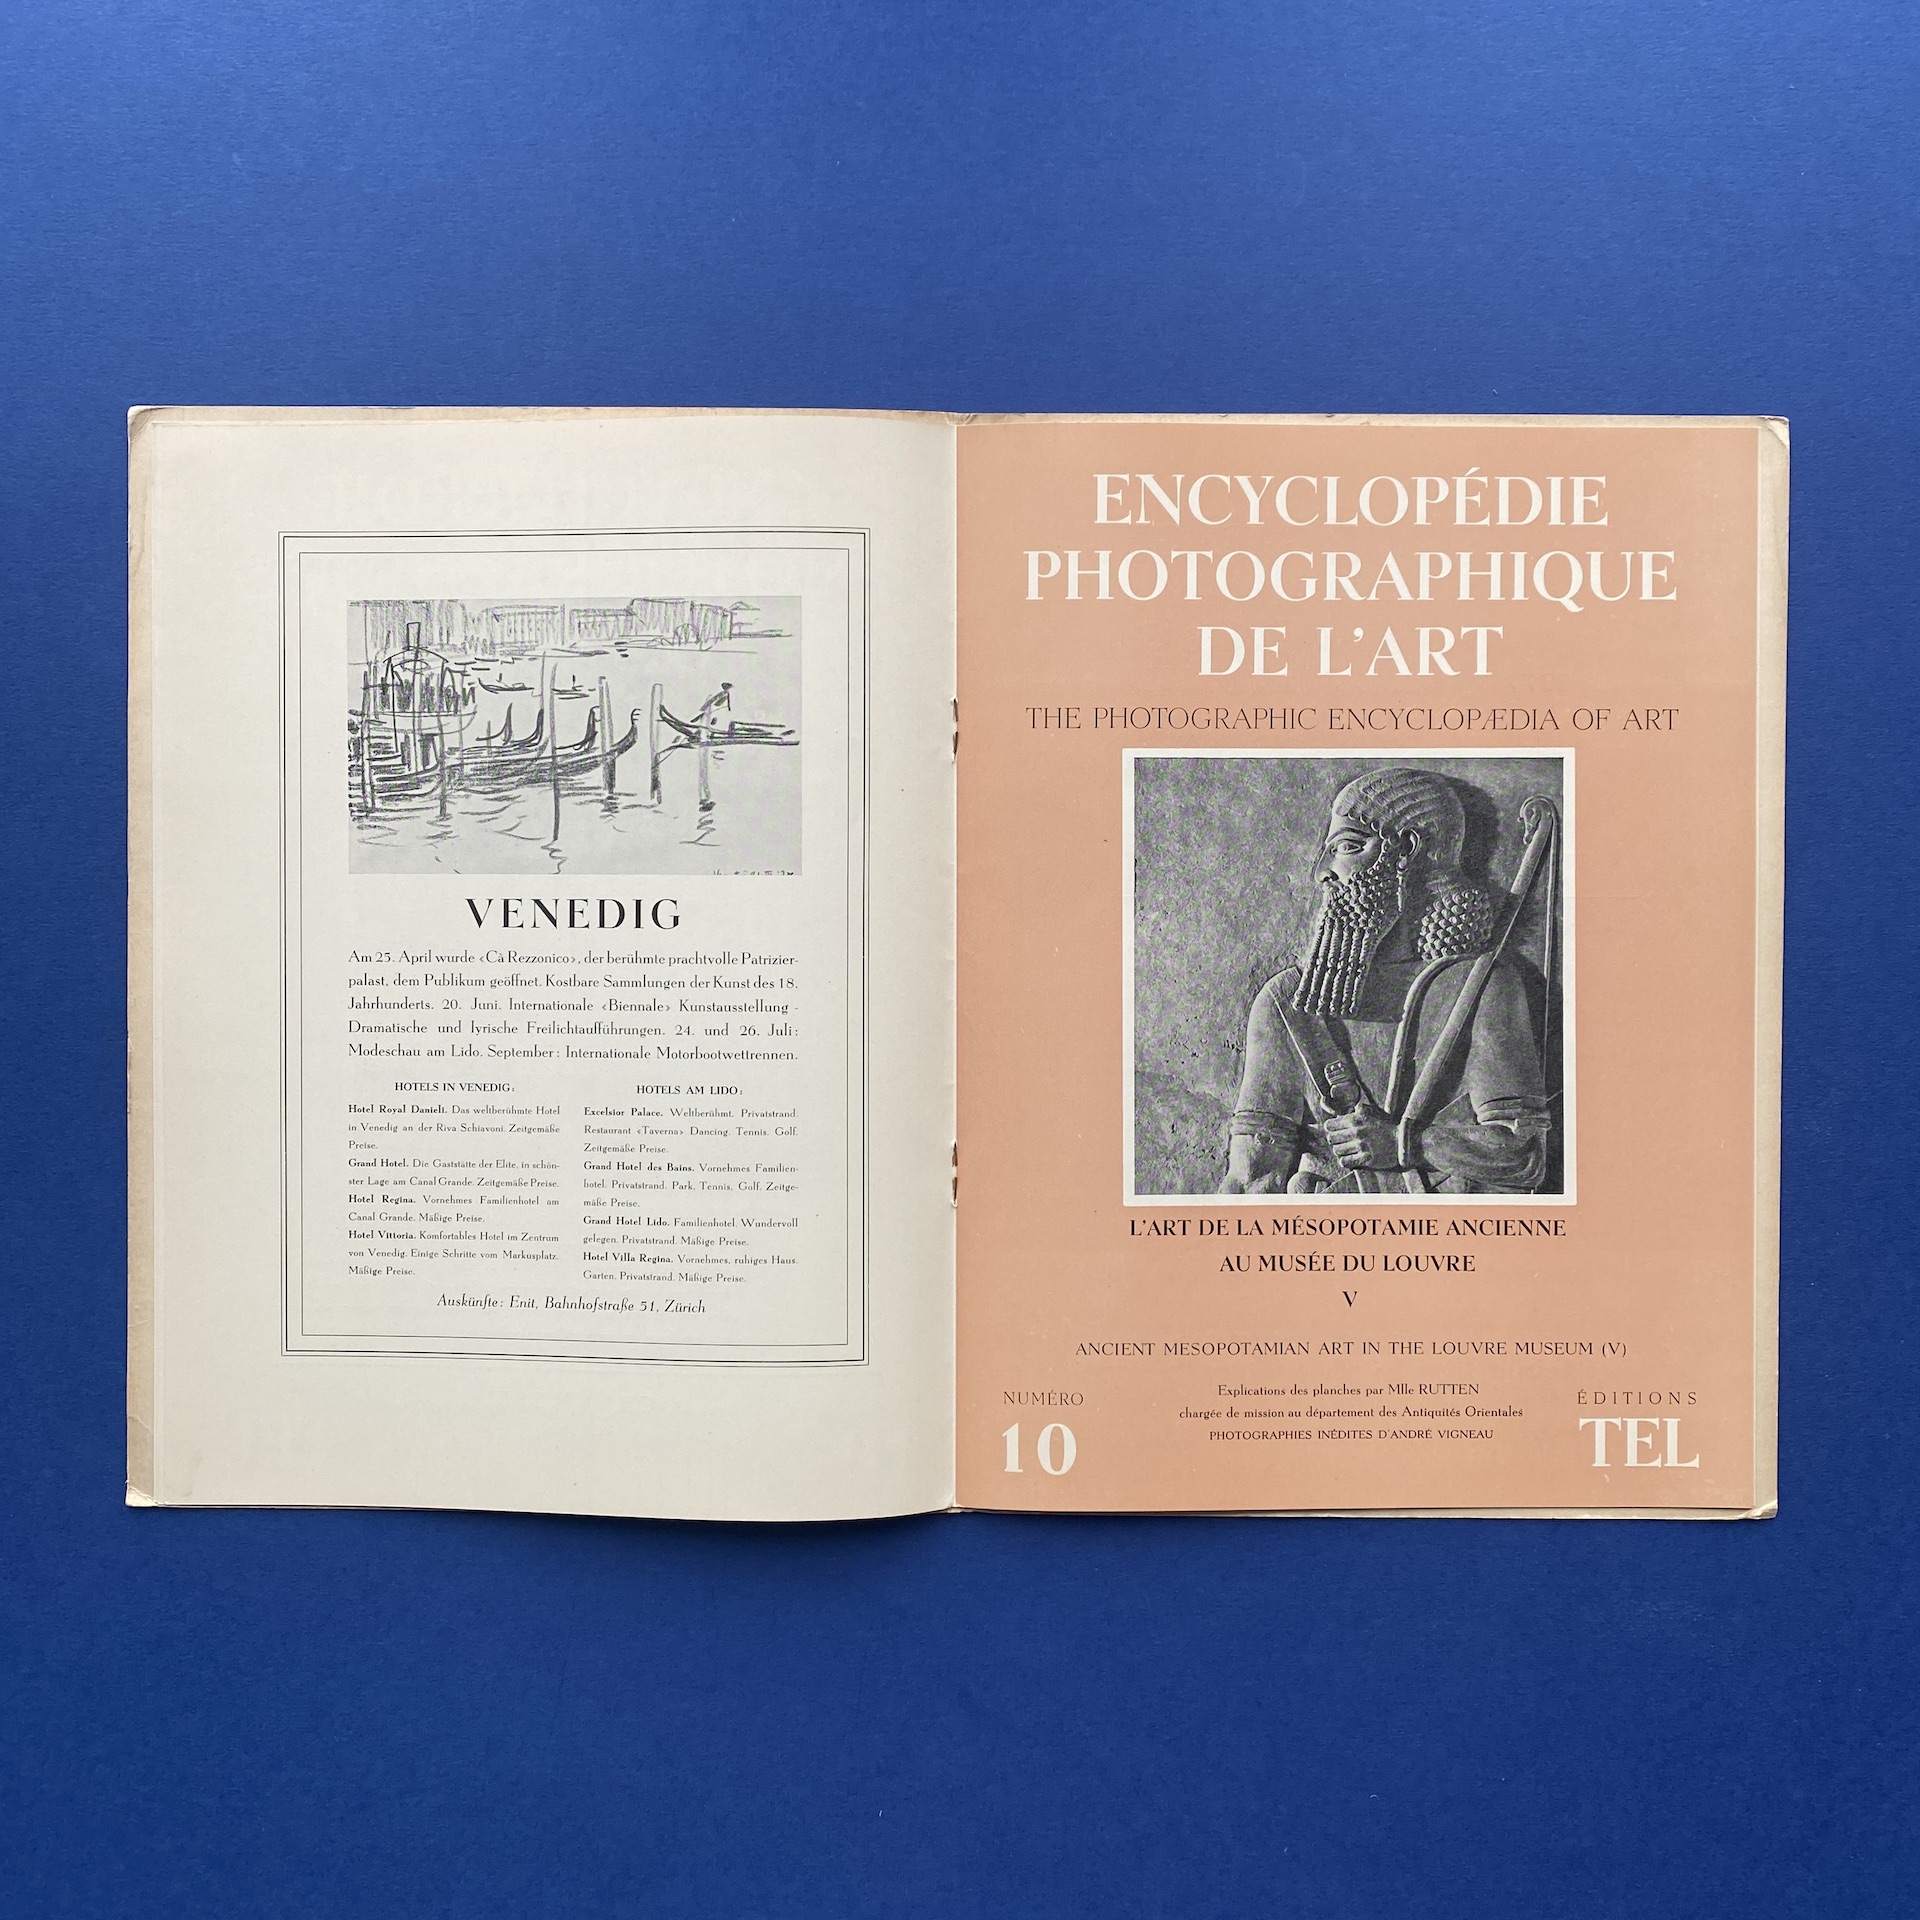 VENEDIG
Am 25. April wurde «Cà Rezzonico», der berühmte prachtvolle Patrizier-
palast, dem Publikum geöffnet. Kostbare Sammlungen der Kunst des 18.
Jahrhunderts. 20. Juni. Internationale «Biennale» Kunstausstellung -
Dramatische und lyrische Freilichtaufführungen. 24. und 26. Juli:
Modeschau am Lido. September: Internationale Motorbootwettrennen.
HOTELS IN VENEDIG:
Hotel Royal Danieli. Das weltberühmte Hotel
in Venedig an der Riva Schiavoni. Zeitgemäße
Preise.
Grand Hotel. Die Gaststätte der Elite, in schön-
ster Lage am Canal Grande. Zeitgemäße Preise.
Hotel Regina. Vornehmes Familienhotel am
Canal Grande. Mäßige Preise.
Hotel Vittoria. Komfortables Hotel im Zentrum
von Venedig. Einige Schritte vom Markusplatz.
Mäßige Preise.
HOTELS AM LIDO:
Excelsior Palace. Weltberühmt. Privatstrand.
Restaurant «Taverna» Dancing. Tennis. Golf.
Zeitgemäße Preise.
Grand Hotel des Bains. Vornehmes Familien-
hotel. Privatstrand. Park, Tennis, Golf. Zeitge-
mäße Preise.
Grand Hotel Lido. Familienhotel. Wundervoll
gelegen. Privatstrand. Mäßige Preise.
Hotel Villa Regina. Vornehmes, ruhiges Haus.
Garten. Privatstrand. Mäßige Preise.
Auskünfte: Enit, Bahnhofstraße 51, Zürich
ENCYCLOPÉDIE
PHOTOGRAPHIQUE
DE L'ART
THE PHOTOGRAPHIC ENCYCLOPÆDIA OF ART
L'ART DE LA MÉSOPOTAMIE ANCIENNE
AU MUSÉE DU LOUVRE
V
ANCIENT MESOPOTAMIAN ART IN THE LOUVRE MUSEUM (V)
NUMÉRO
10
Explications des planches par Mlle RUTTEN
chargée de mission au département des Antiquités Orientales
PHOTOGRAPHIES INÉDITES D'ANDRÉ VIGNEAU
ÉDITIONS
TEL